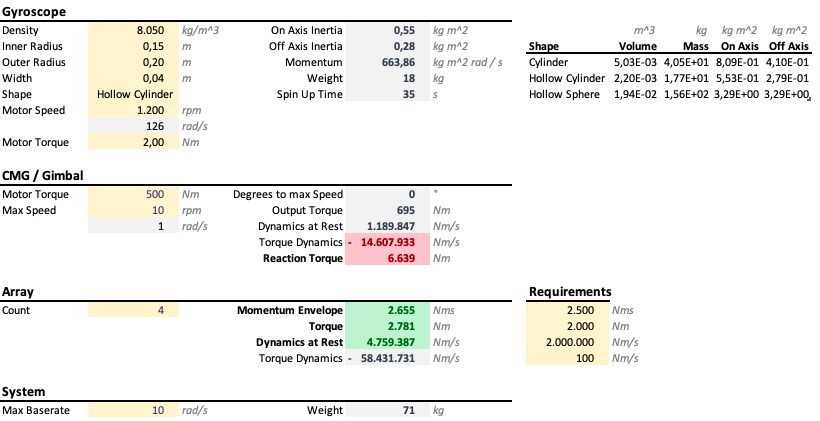 Gyroscope
Density 8.050 kg/m^3 On Axis Inertia 0,55 kg m^2 m^3 kg kg m^2 kg m^2
Inner Radius 0,15 m Off Axis Inertia 0,28 kg m^2 Shape Volume Mass On Axis Off Axis
Outer Radius 0,20 m Momentum 663,86 kg m^2 rad / s Cylinder 5,03E-03 4,05E+01 8,09E-01 4,10E-01
Width 0,04 m Weight 18 kg Hollow Cylinder 2,20E-03 1,77E+01 5,53E-01 2,79E-01
Shape Hollow Cylinder Spin Up Time 35 s Hollow Sphere 1,94E-02 1,56E+02 3,29E+00 3,29E+00
Motor Speed 1.200 rpm
126 rad/s
Motor Torque 2,00 Nm
CMG / Gimbal
Motor Torque 500 Nm Degrees to max Speed 0 °
Max Speed 10 rpm Output Torque 695 Nm
1 rad/s Dynamics at Rest 1.189.847 Nm/s
Torque Dynamics - 14.607.933 Nm/s
Reaction Torque 6.639 Nm
Array Requirements
Count 4 Momentum Envelope 2.655 Nms 2.500 Nms
Torque 2.781 Nm 2.000 Nm
Dynamics at Rest 4.759.387 Nm/s 2.000.000 Nm/s
Torque Dynamics - 58.431.731 Nm/s 100 Nm/s
System
Max Baserate 10 rad/s Weight 71 kg